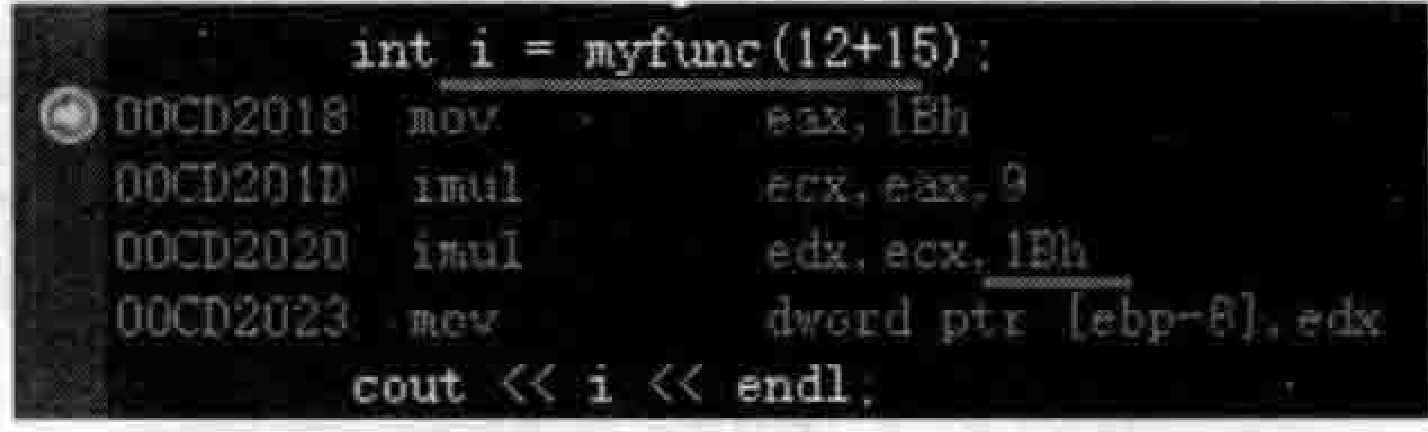 int i = myfunc(12+15);
00CD2018 mov eax, 1Bh
00CD201D imul ecx, eax, 9
00CD2020 imul edx, ecx, 1Bh
00CD2023 mov dword ptr [ebp-8], edx
cout << i << endl;